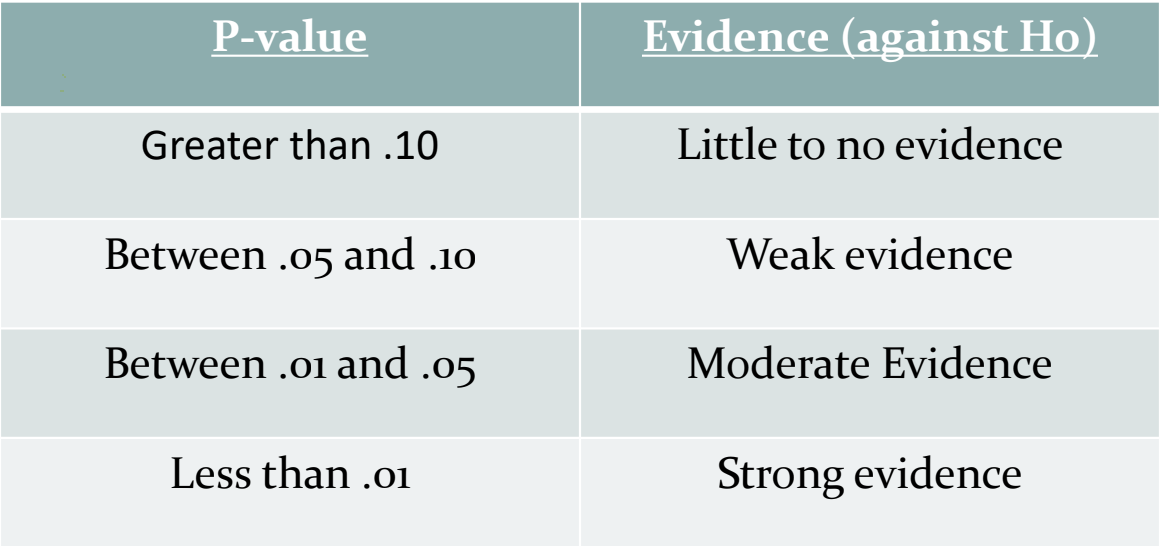 P-value Evidence (against Ho)
Greater than .10 Little to no evidence
Between .05 and .10 Weak evidence
Between .01 and .05 Moderate Evidence
Less than .01 Strong evidence